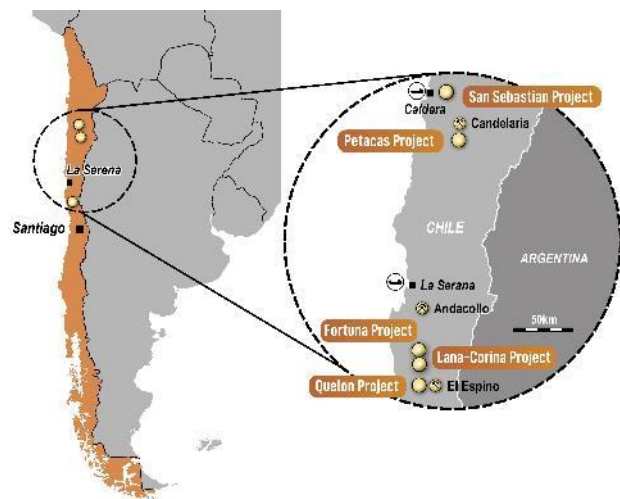 La Serena
Santiago
San Sebastian Project
Caldera
Candelaria
Petacas Project
CHILE
ARGENTINA
La Serana
Andacollo
50km
Fortuna Project
Lana-Corina Project
Quelon Project
El Espino